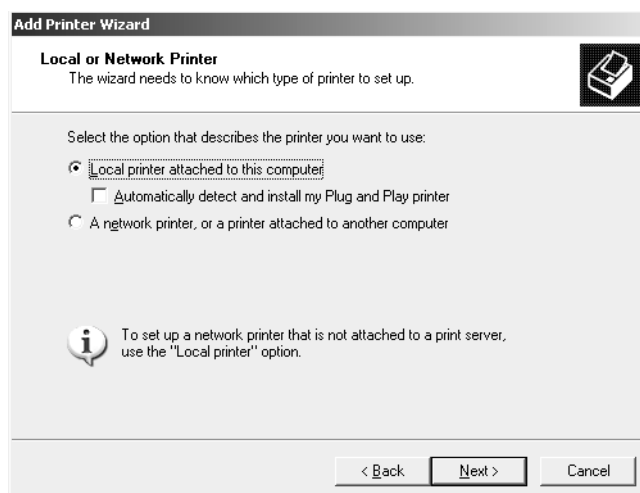 Add Printer Wizard
Local or Network Printer
The wizard needs to know which type of printer to set up.
Select the option that describes the printer you want to use:
Local printer attached to this computer
Automatically detect and install my Plug and Play printer
A network printer, or a printer attached to another computer
To set up a network printer that is not attached to a print server,
use the "Local printer" option.
< Back Next > Cancel